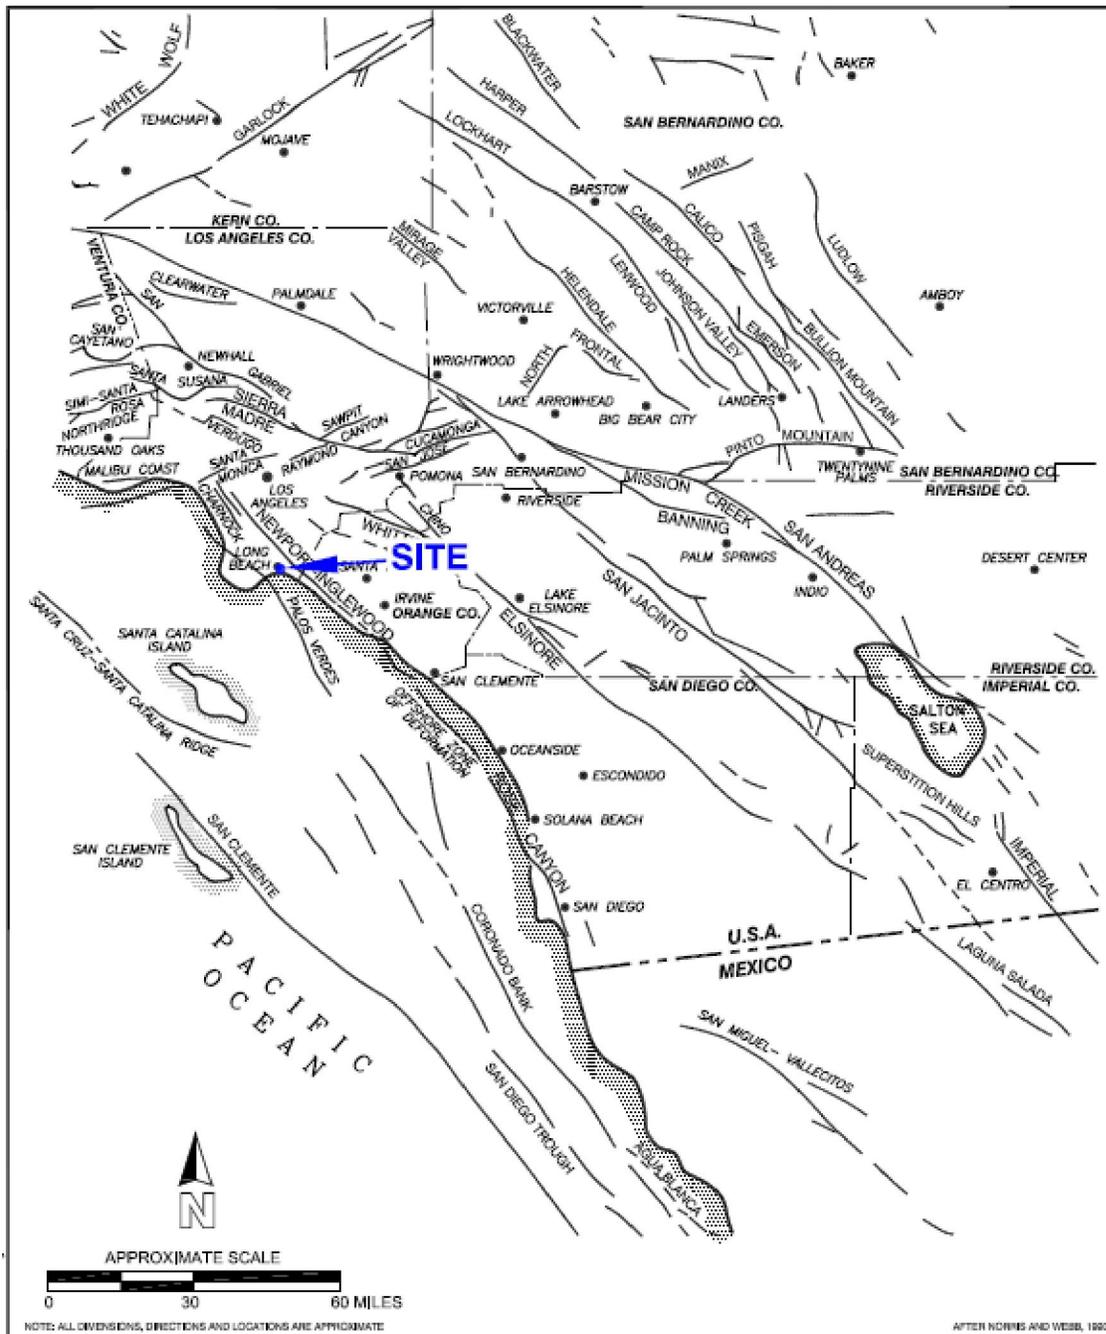 BLACKWATER
WHITE WOLF
BAKER
HARPER
TEHACHAPI
GARLOCK
SAN BERNARDINO CO.
LOCKHART
MOJAVE
MANIX
BARSTOW
KERN CO.
LOS ANGELES CO.
CAMP ROCK
CALICO
PISGAH
LUDLOW
MIRAGE
VALLEY
VENTURA CO.
CLEARWATER
SAN
PALMDALE
HELENDALE
LENWOOD
JOHNSON VALLEY
AMBOY
VICTORVILLE
EMERSON
BULLION MOUNTAIN
SAN
CAYETANO
NEWHALL
GABRIEL
WRIGHTWOOD
NORTH
FRONTAL
SANTA SUSANA
SIMI-SANTA
ROSA
SIERRA
MADRE
LAKE ARROWHEAD
BIG BEAR CITY
LANDERS
NORTHRIDGE
THOUSAND OAKS
VERDUGO
SAWPIT
CANYON
CUCAMONGA
PINTO MOUNTAIN
MALIBU COAST
SANTA
MONICA
RAYMOND
SAN
JOSE
POMONA
SAN BERNARDINO
TWENTYNINE
PALMS
SAN BERNARDINO CO.
RIVERSIDE CO.
LOS
ANGELES
RIVERSIDE
MISSION CREEK
CHARNOCK
CHINO
BANNING
SAN ANDREAS
NEWPORT-INGLEWOOD
LONG
BEACH
SITE
SANTA
PALM SPRINGS
DESERT CENTER
INDIO
IRVINE
ORANGE CO.
LAKE
ELSINORE
SAN JACINTO
ELSINORE
PALOS VERDES
SANTA CRUZ-SANTA CATALINA RIDGE
SANTA CATALINA
ISLAND
SAN CLEMENTE
SAN DIEGO CO.
RIVERSIDE CO.
IMPERIAL CO.
SALTON
SEA
OFFSHORE ZONE
OF DEFORMATION
OCEANSIDE
ESCONDIDO
SUPERSTITION HILLS
SOLANA BEACH
SAN CLEMENTE
ISLAND
SAN CLEMENTE
CANYON
IMPERIAL
EL CENTRO
SAN DIEGO
CORONADO BANK
U.S.A.
MEXICO
LAGUNA SALADA
PACIFIC
OCEAN
SAN MIGUEL- VALLECITOS
SAN DIEGO TROUGH
AGUA BLANCA
N
APPROXIMATE SCALE
0 30 60 MILES
NOTE: ALL DIMENSIONS, DIRECTIONS AND LOCATIONS ARE APPROXIMATE
AFTER NORRIS AND WEBB,